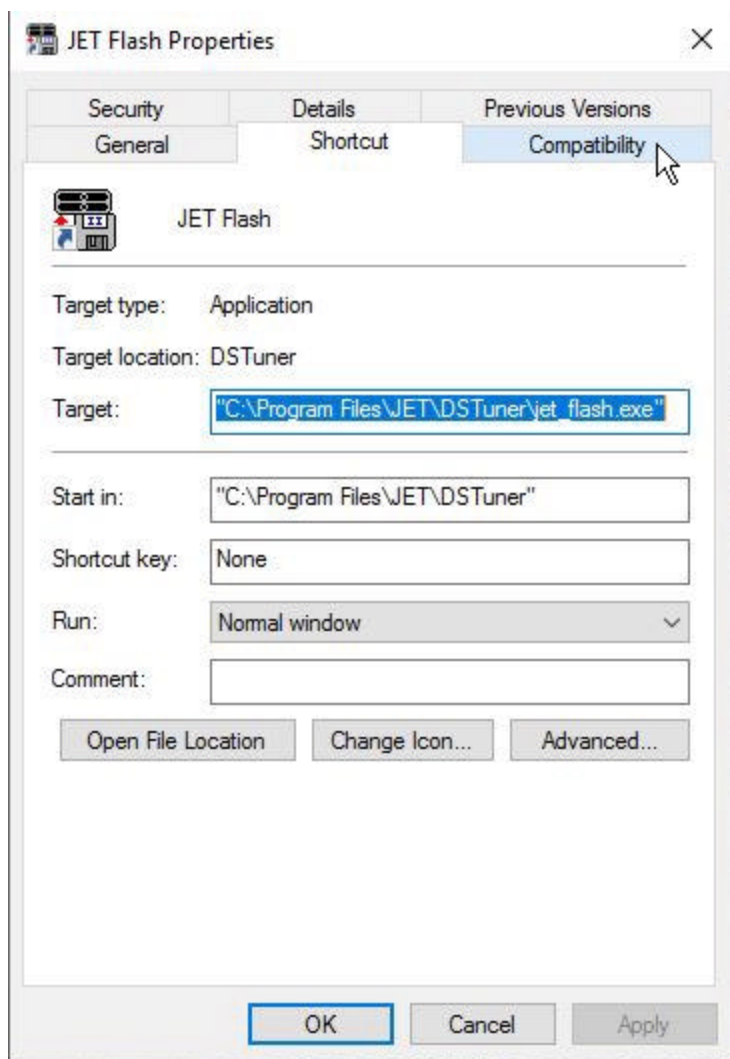 JET Flash Properties
Security Details Previous Versions
General Shortcut Compatibility
JET Flash
Target type: Application
Target location: DSTuner
Target: "C:\Program Files\JET\DSTuner\jet_flash.exe"
Start in: "C:\Program Files\JET\DSTuner"
Shortcut key: None
Run: Normal window
Comment:
Open File Location Change Icon... Advanced...
OK Cancel Apply